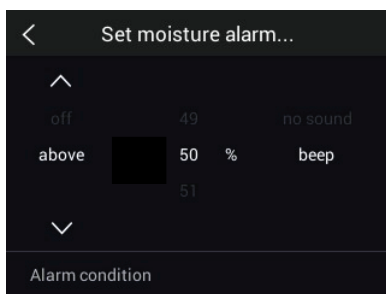 Set moisture alarm...
off 49 no sound
above 50 % beep
51
Alarm condition